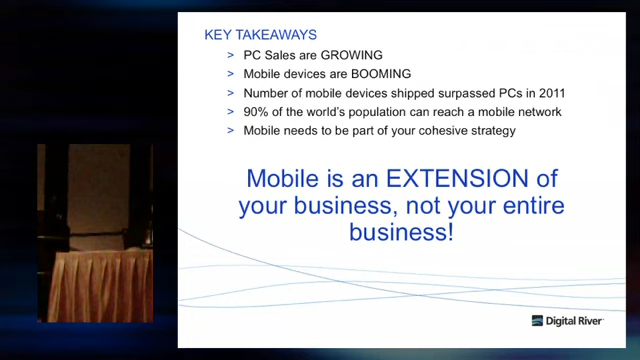 KEY TAKEAWAYS
> PC Sales are GROWING
> Mobile devices are BOOMING
> Number of mobile devices shipped surpassed PCs in 2011
> 90% of the world's population can reach a mobile network
> Mobile needs to be part of your cohesive strategy
Mobile is an EXTENSION of
your business, not your entire
business!
Digital River